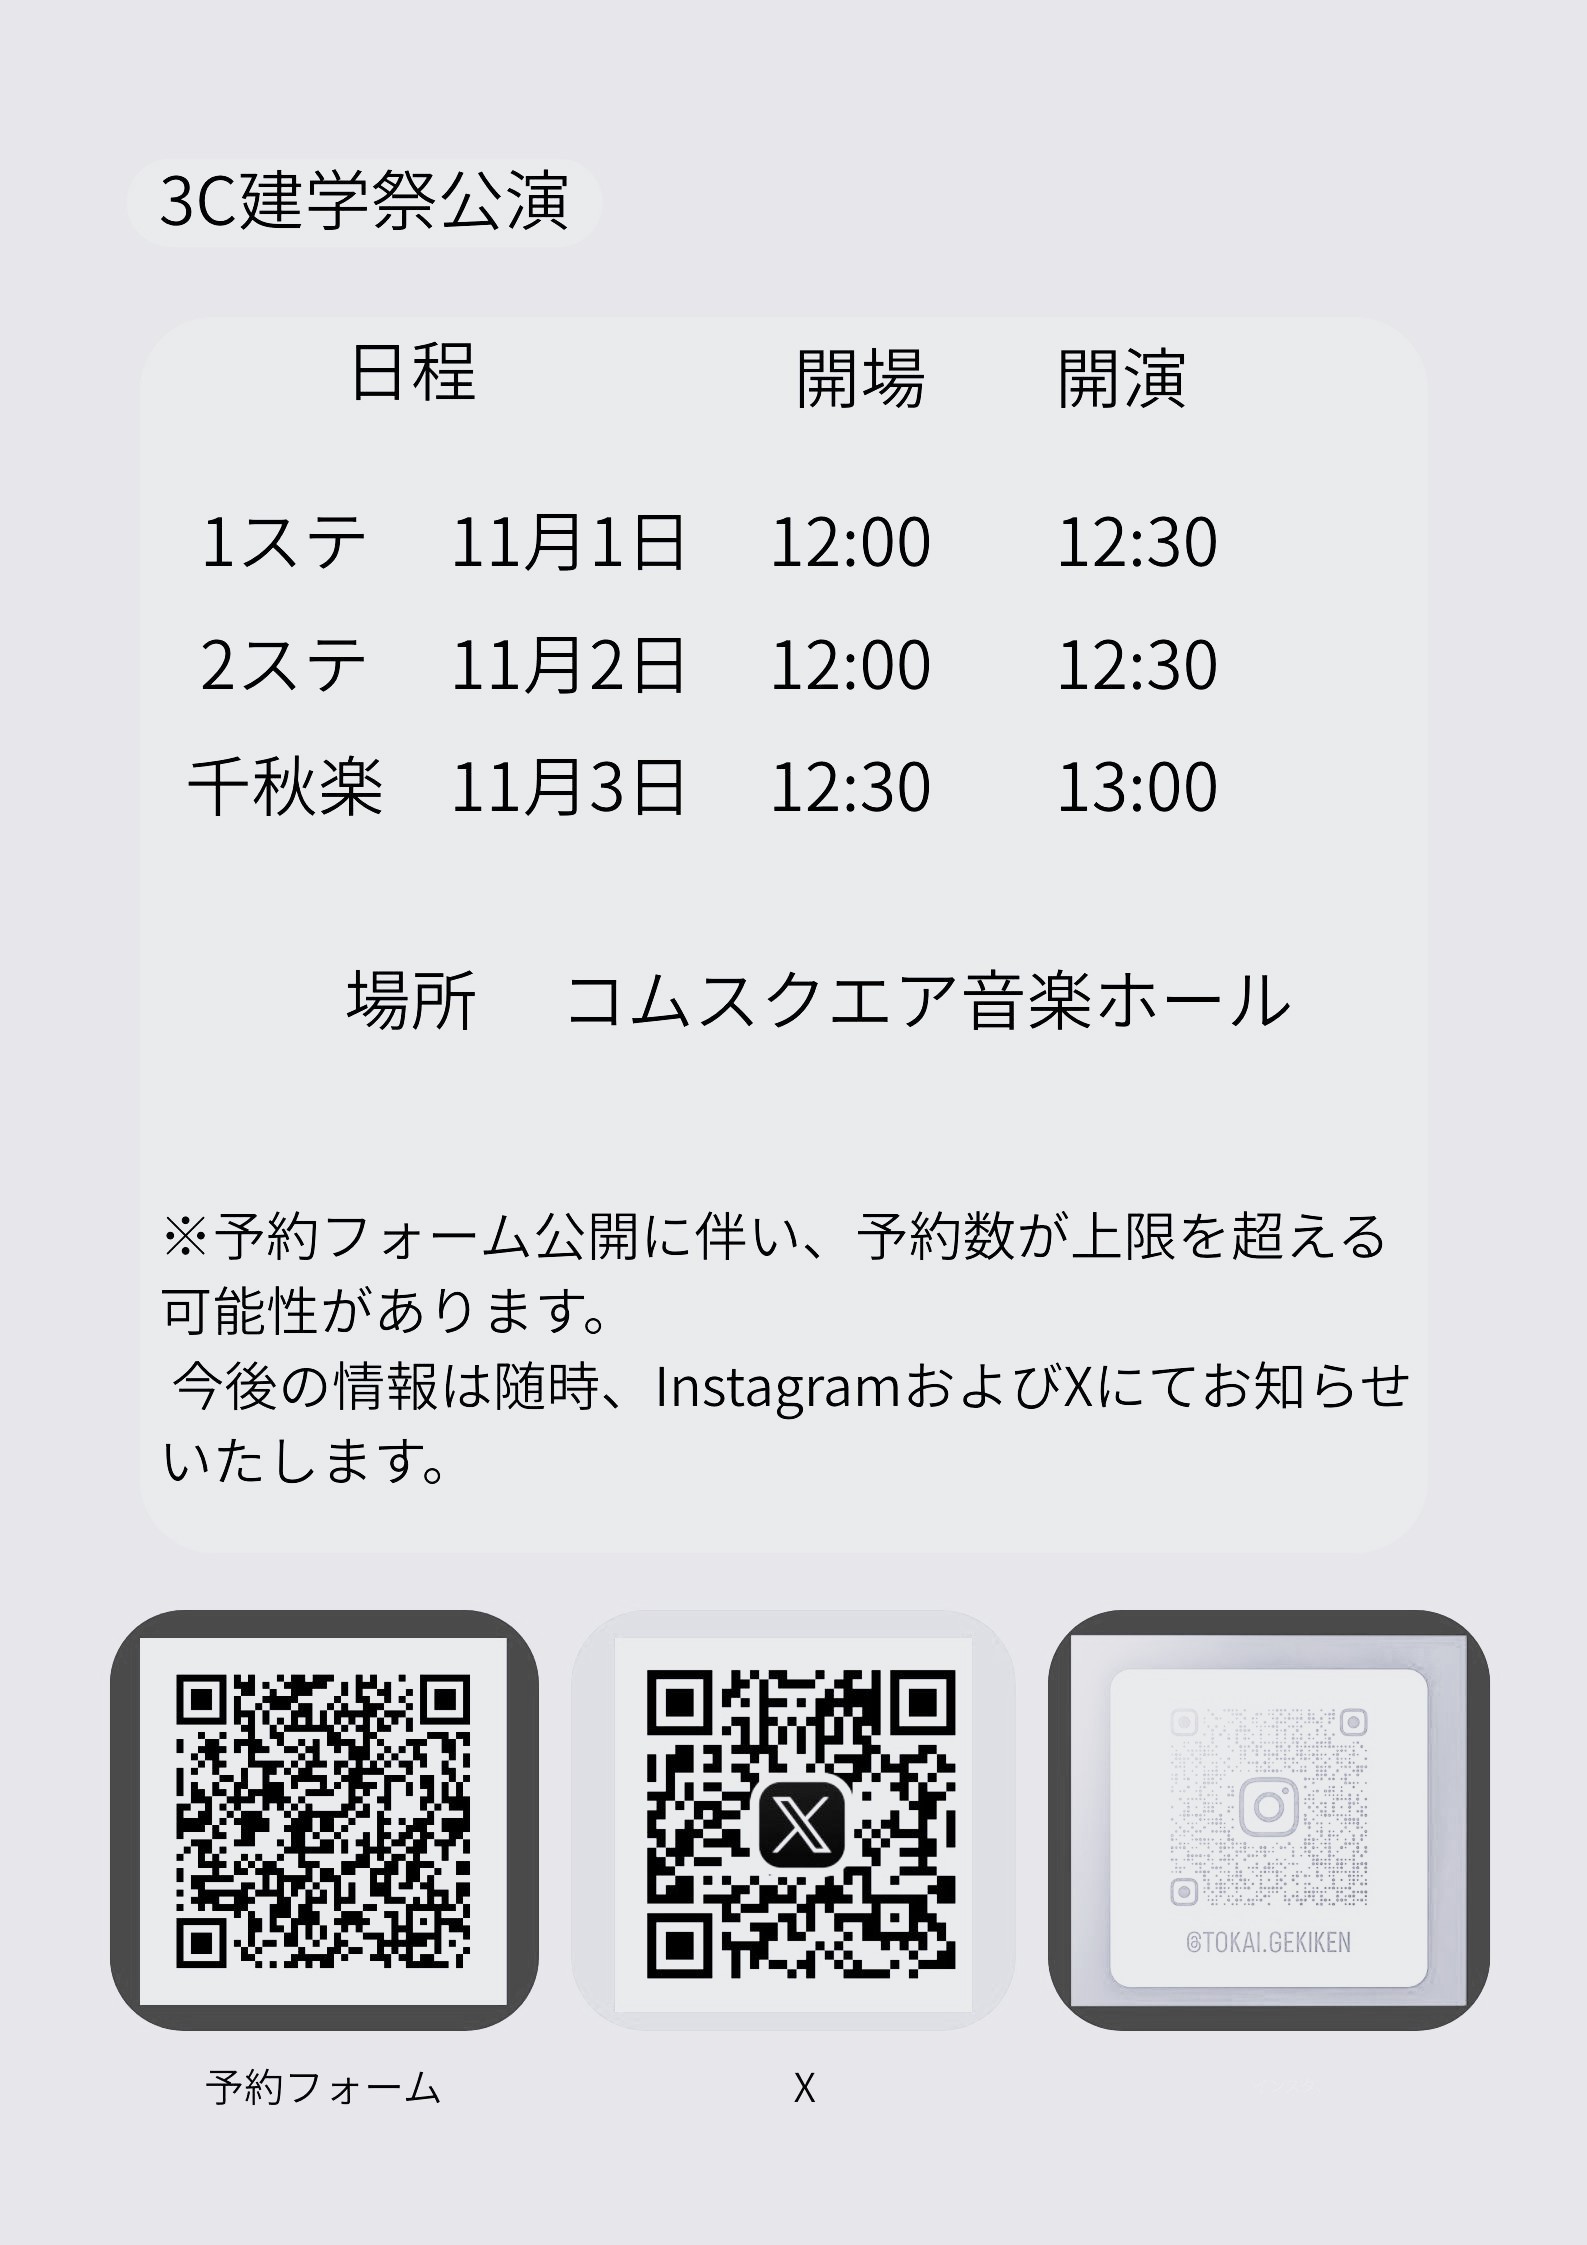 3C建学祭公演
日程 開場 開演
1ステ 11月1日 12:00 12:30
2ステ 11月2日 12:00 12:30
千秋楽 11月3日 12:30 13:00
場所 コムスクエア音楽ホール
※予約フォーム公開に伴い、予約数が上限を超える
可能性があります。
今後の情報は随時、InstagramおよびXにてお知らせ
いたします。
@TOKAI.GEKIKEN
予約フォーム X